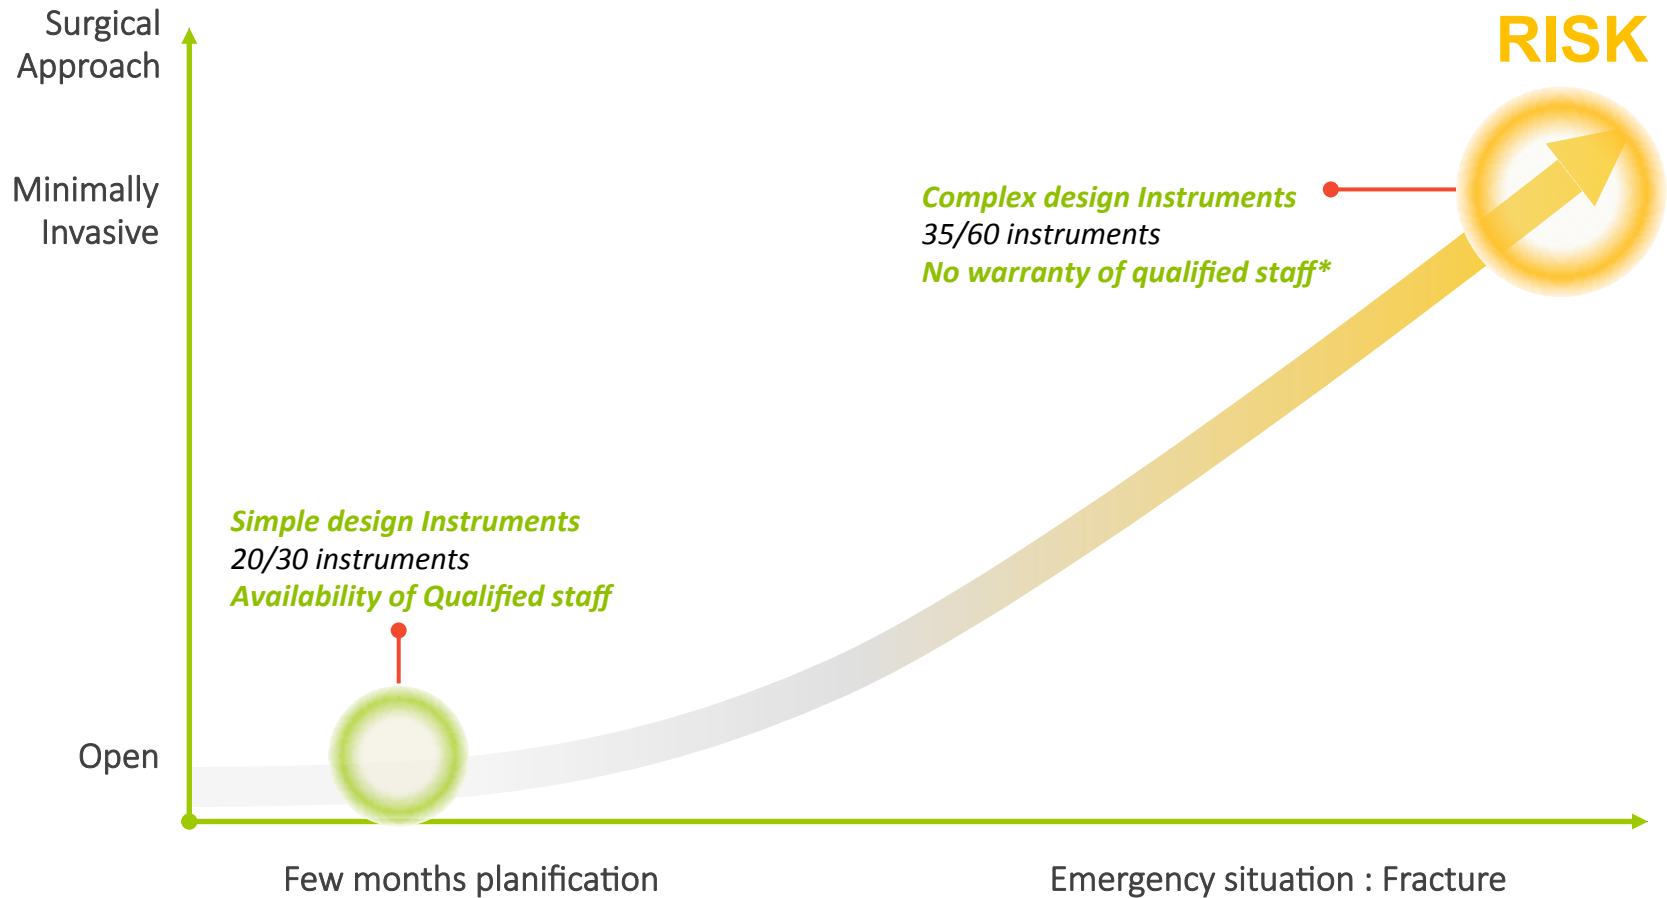 Surgical
Approach
RISK
Minimally
Invasive
Complex design Instruments
35/60 instruments
No warranty of qualified staff*
Simple design Instruments
20/30 instruments
Availability of Qualified staff
Open
Few months planification
Emergency situation : Fracture